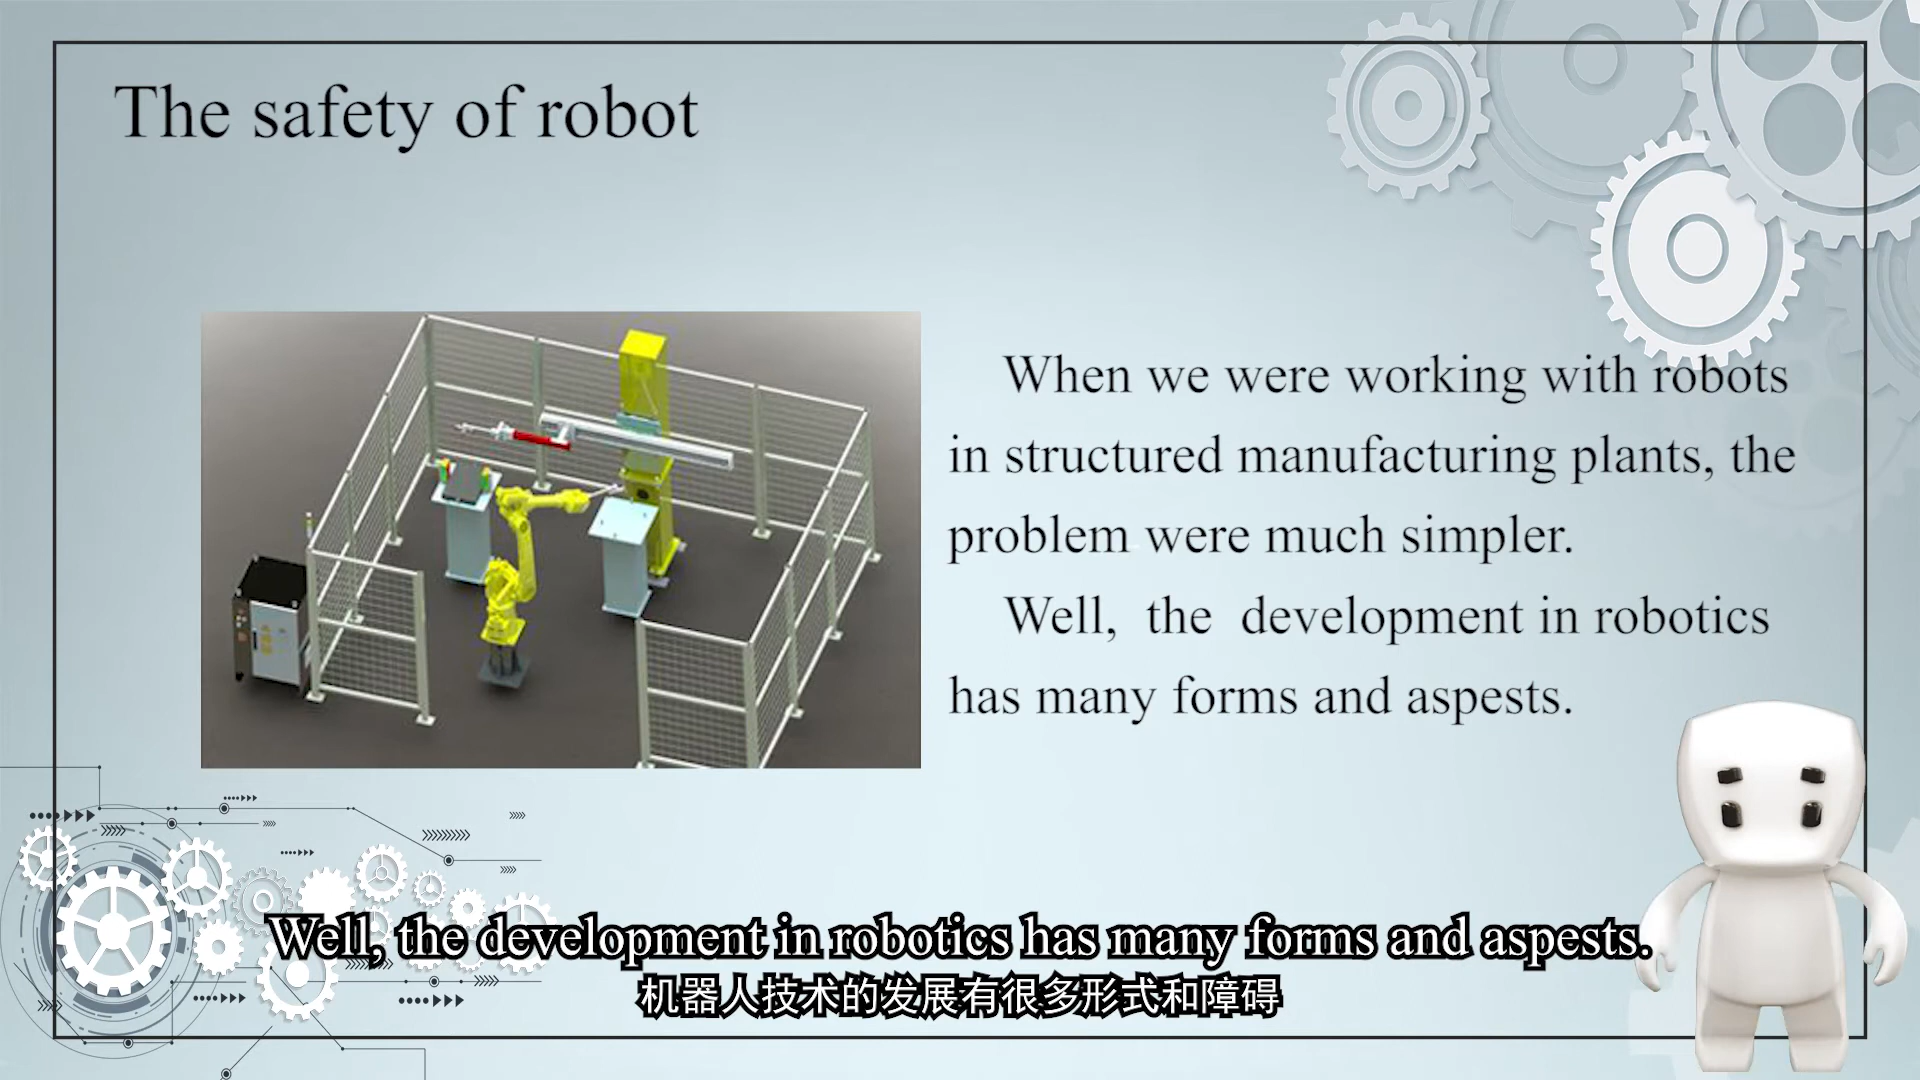 The safety of robot
When we were working with robots
in structured manufacturing plants, the
problem were much simpler.
Well, the development in robotics
has many forms and aspests.
Well, the development in robotics has many forms and aspests.
机器人技术的发展有很多形式和障碍